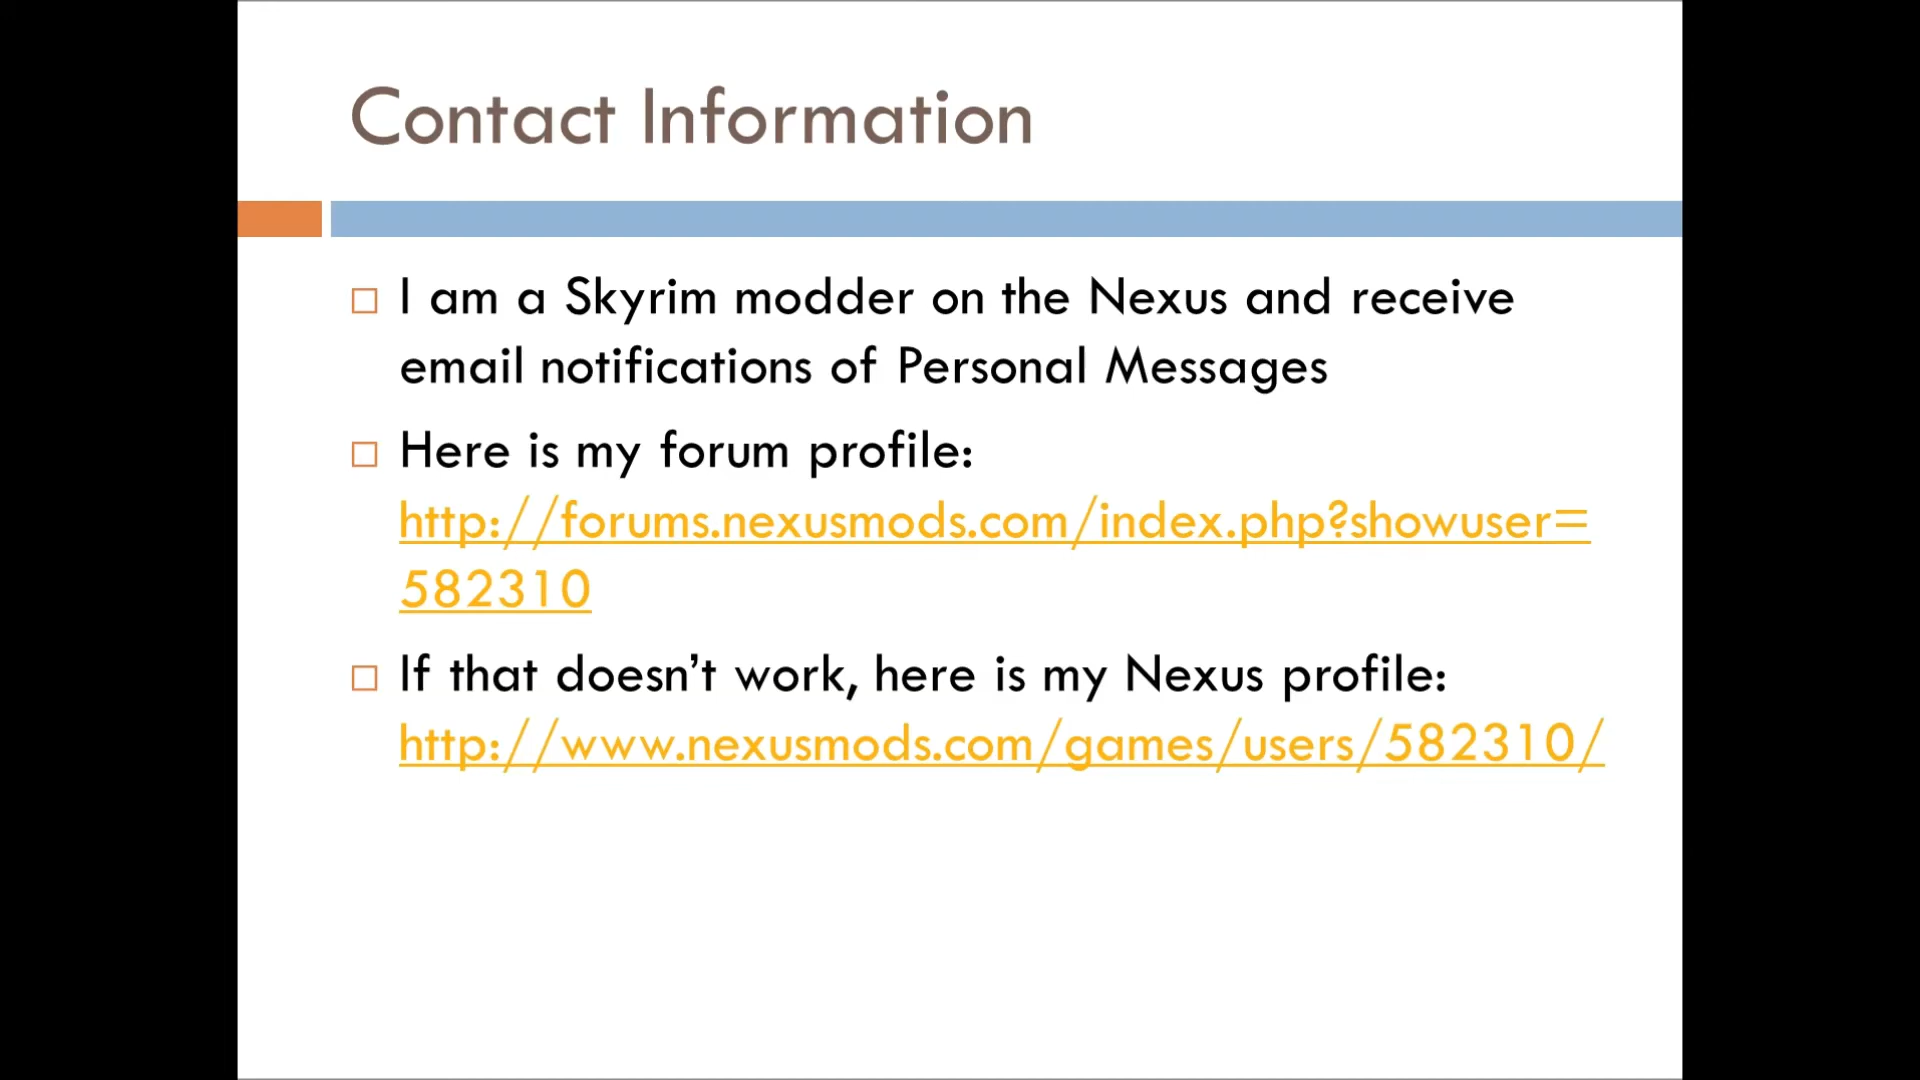 Contact Information
I am a Skyrim modder on the Nexus and receive
email notifications of Personal Messages
Here is my forum profile:
http://forums.nexusmods.com/index.php?showuser=
582310
If that doesn’t work, here is my Nexus profile:
http://www.nexusmods.com/games/users/582310/